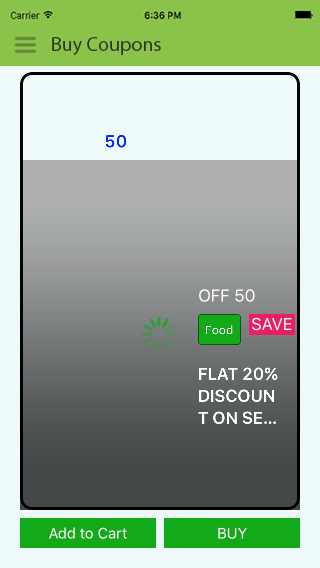 Carrier 6:36 PM
Buy Coupons
50
OFF 50
Food SAVE
FLAT 20%
DISCOUN
T ON SE...
Add to Cart BUY